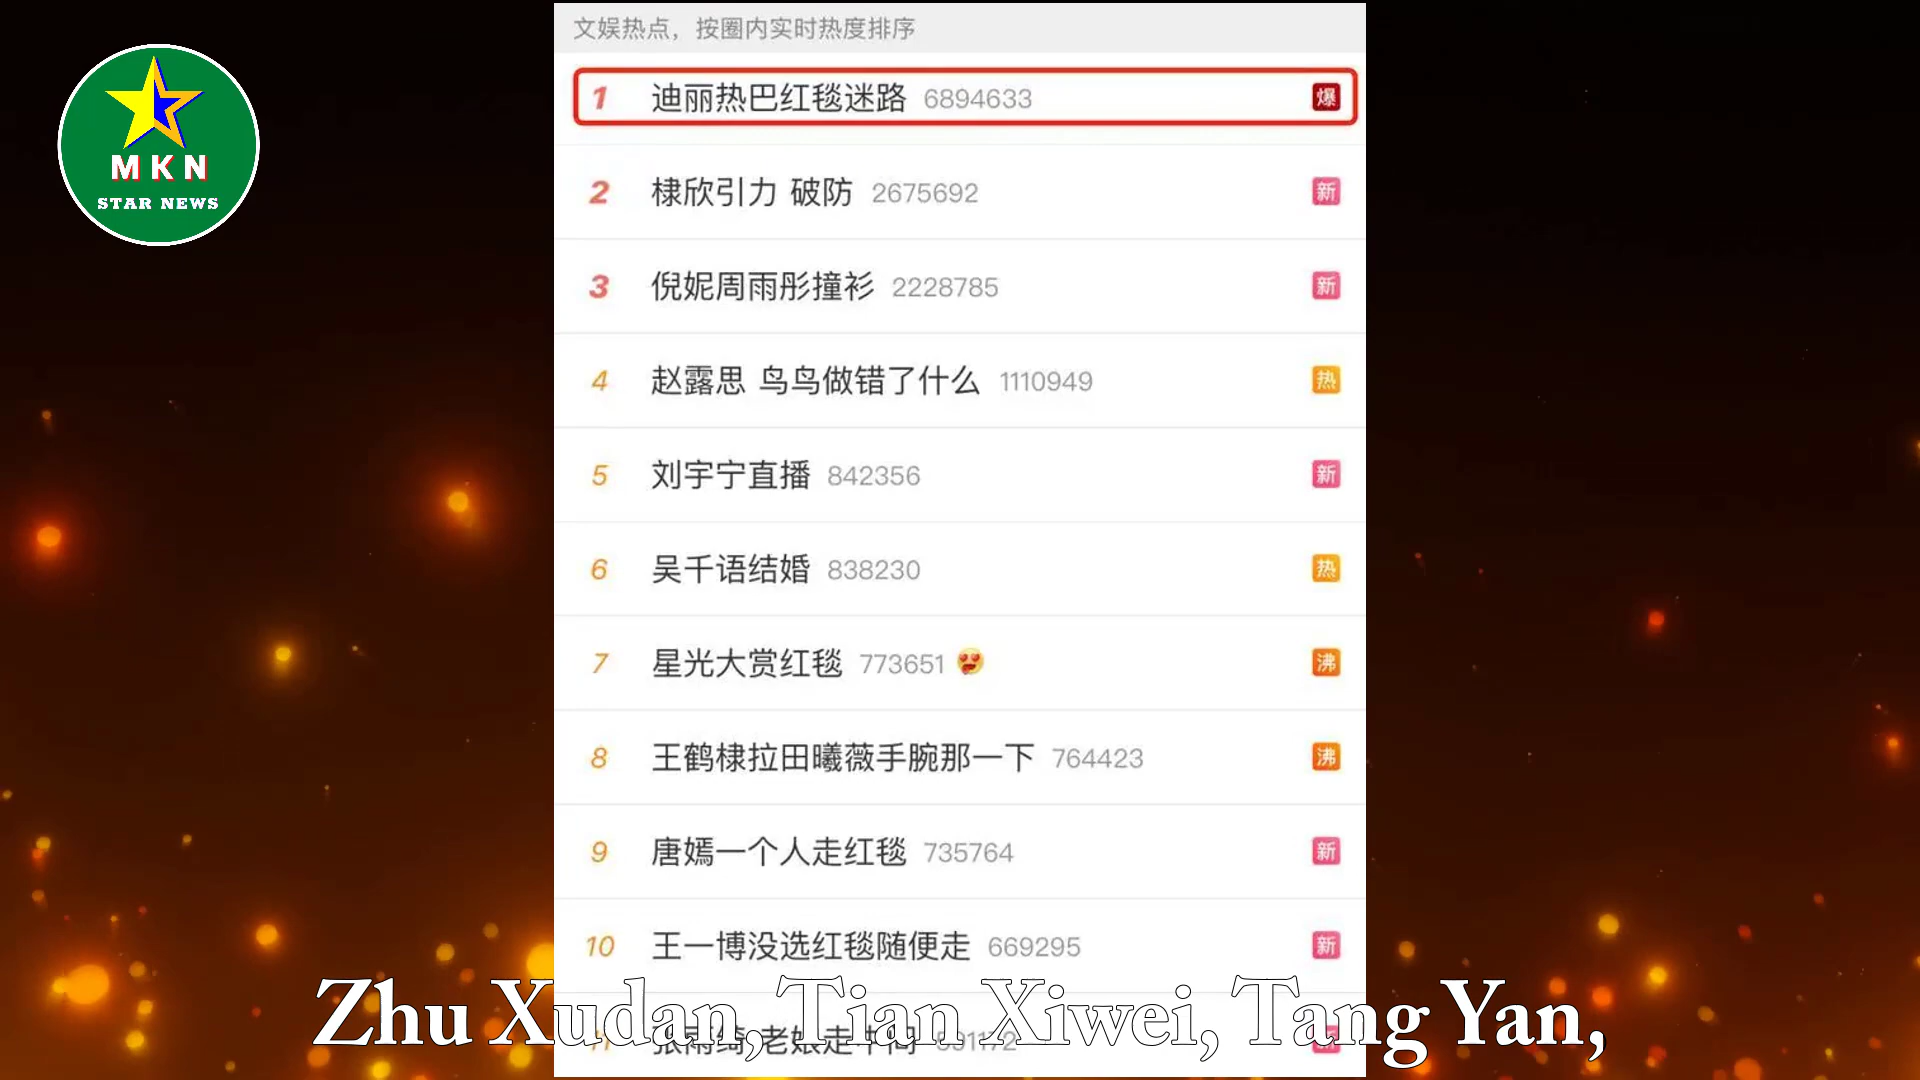 文娱热点，按圈内实时热度排序
MKN
STAR NEWS
1 迪丽热巴红毯迷路 6894633 爆
2 棣欣引力 破防 2675692 新
3 倪妮周雨彤撞衫 2228785 新
4 赵露思 鸟鸟做错了什么 1110949 热
5 刘宇宁直播 842356 新
6 吴千语结婚 838230 热
7 星光大赏红毯 773651 沸
8 王鹤棣拉田曦薇手腕那一下 764423 沸
9 唐嫣一个人走红毯 735764 新
10 王一博没选红毯随便走 669295 新
Zhu Xudan, Tian Xiwei, Tang Yan,